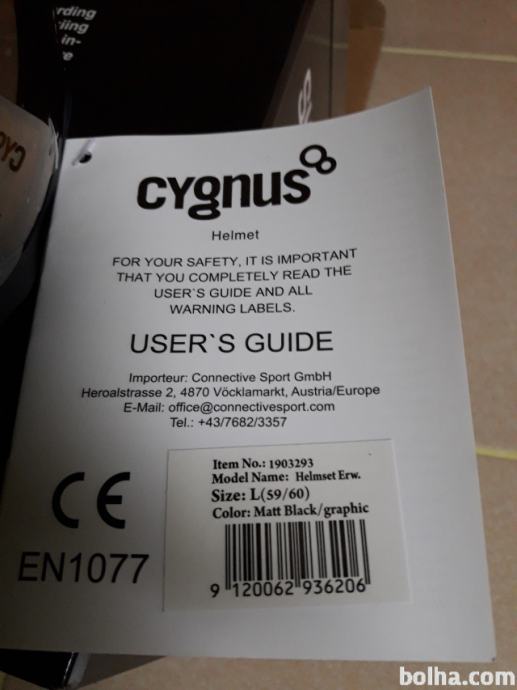 rding
iing
in-
e
cygnus
Helmet
FOR YOUR SAFETY, IT IS IMPORTANT
THAT YOU COMPLETELY READ THE
USER`S GUIDE AND ALL
WARNING LABELS.
USER`S GUIDE
Importeur: Connective Sport GmbH
Heroalstrasse 2, 4870 Vöcklamarkt, Austria/Europe
E-Mail: office@connectivesport.com
Tel.: +43/7682/3357
Item No.: 1903293
Model Name: Helmset Erw.
Size: L(59/60)
Color: Matt Black/graphic
9 120062 936206
CE
EN1077
bolha.com